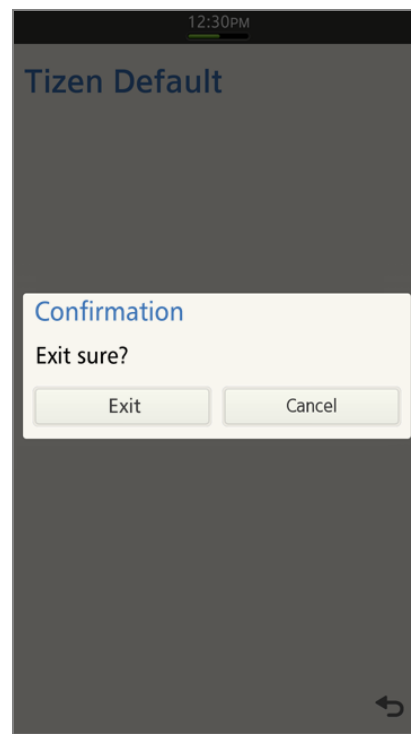 12:30PM
Tizen Default
Confirmation
Exit sure?
Exit
Cancel